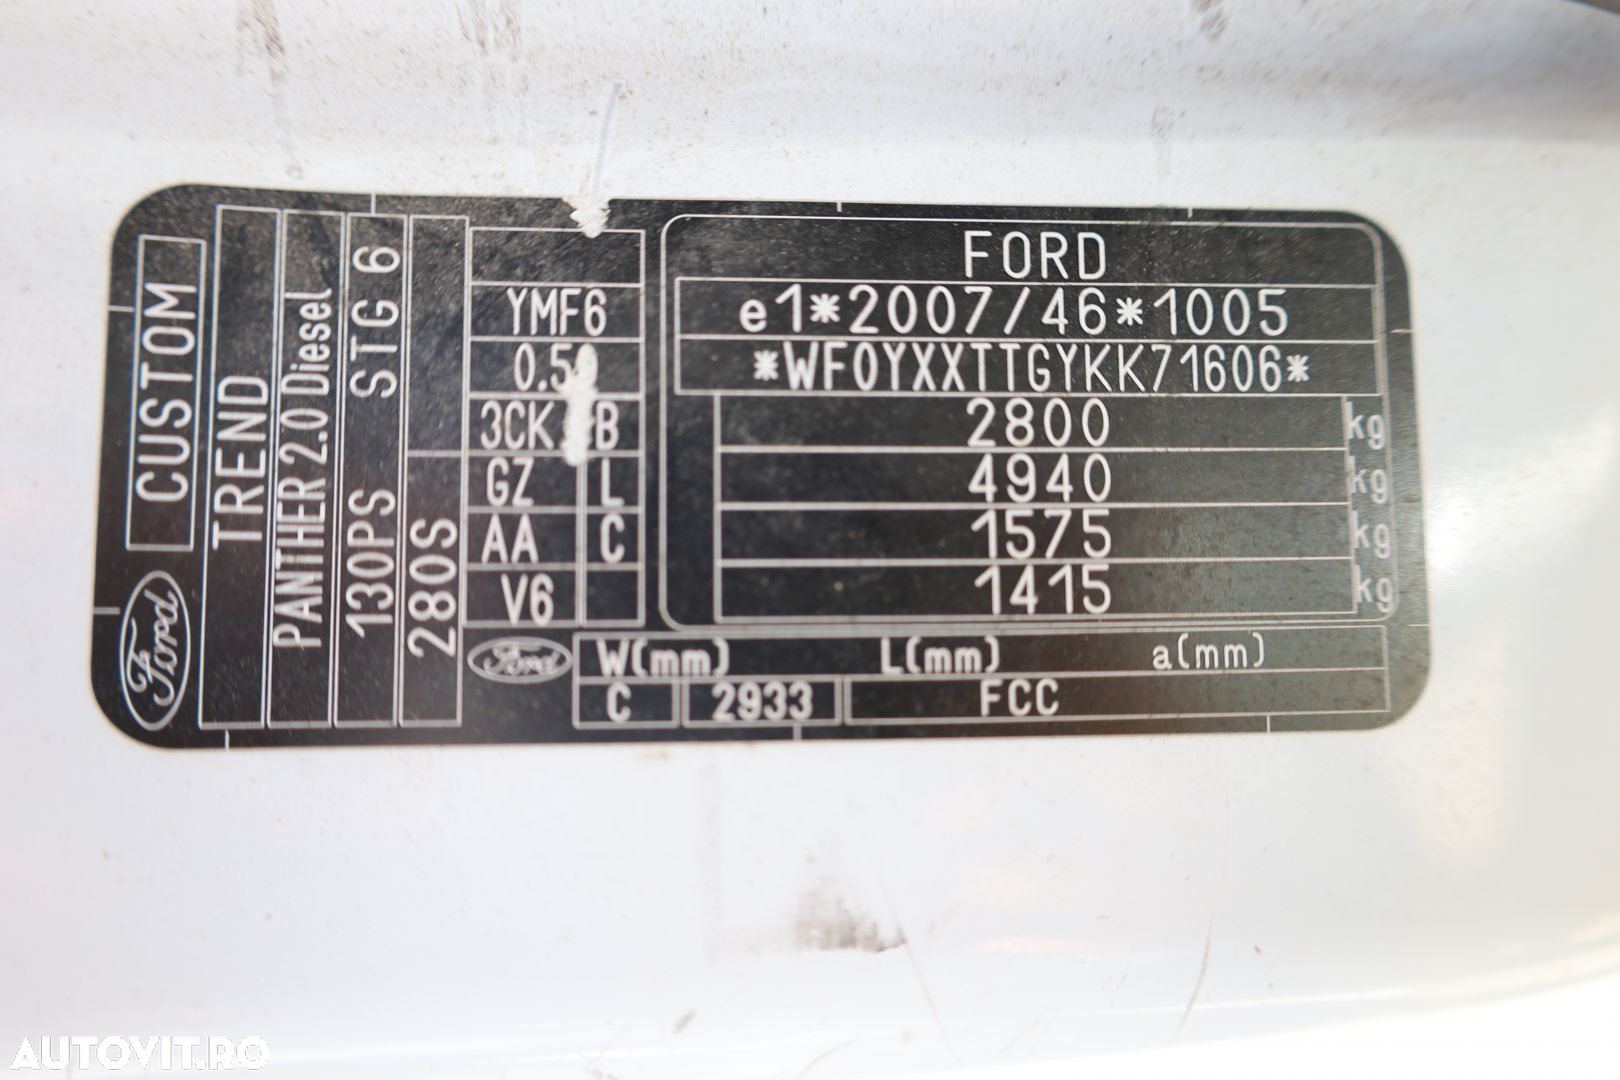 Ford
CUSTOM
TREND
PANTHER 2.0 Diesel
130PS STG 6
280S
YMF6
3CK B
GZ L
AA C
V6
FORD
e1*2007/46*1005
*WF0YXXTTGYKK71606*
2800 kg
4940 kg
1575 kg
1415 kg
Ford W(mm) L(mm) a(mm)
C 2933 FCC
AUTOVIT.RO